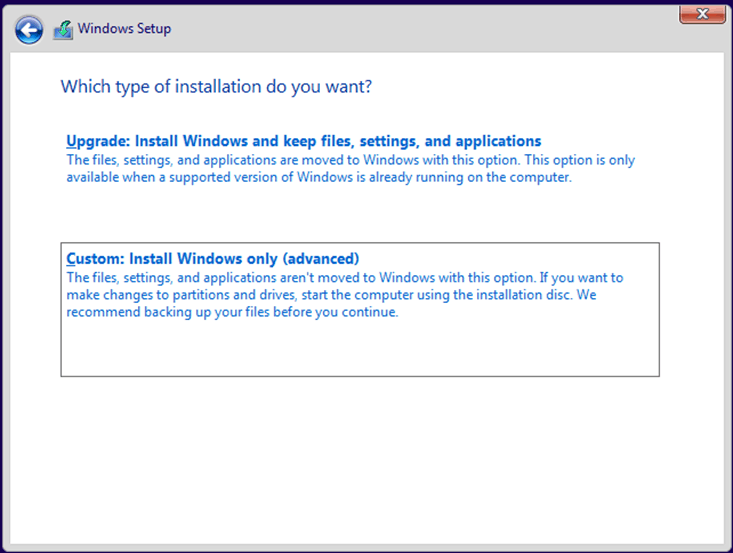 Windows Setup
Which type of installation do you want?
Upgrade: Install Windows and keep files, settings, and applications
The files, settings, and applications are moved to Windows with this option. This option is only
available when a supported version of Windows is already running on the computer.
Custom: Install Windows only (advanced)
The files, settings, and applications aren't moved to Windows with this option. If you want to
make changes to partitions and drives, start the computer using the installation disc. We
recommend backing up your files before you continue.